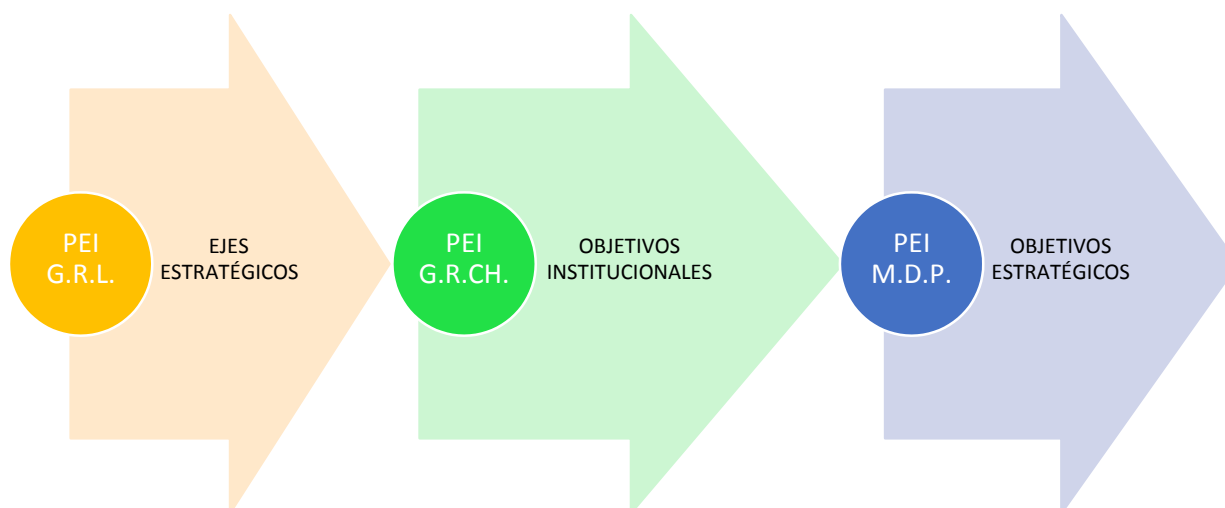 PEI
G.R.L.
EJES
ESTRATÉGICOS
PEI
G.R.CH.
OBJETIVOS
INSTITUCIONALES
PEI
M.D.P.
OBJETIVOS
ESTRATÉGICOS